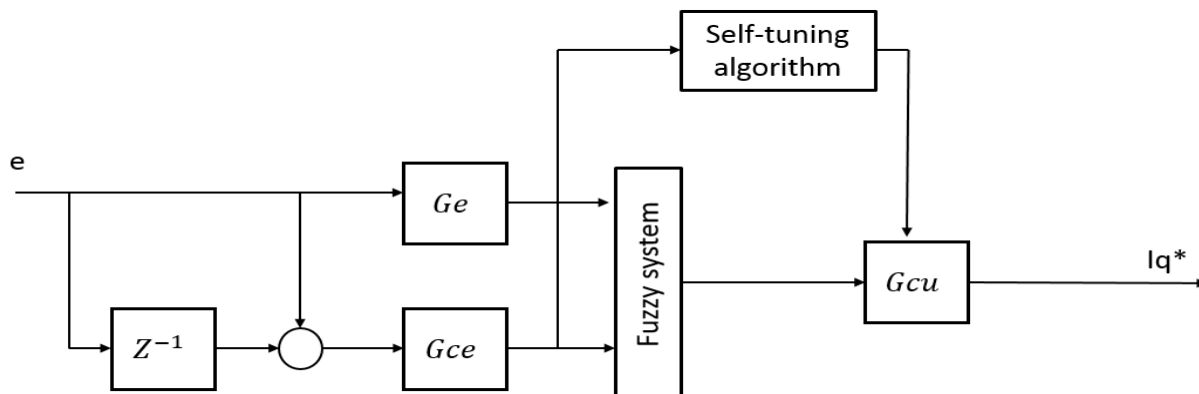 Self-tuning
algorithm
e
Ge
Fuzzy system
Iq*
Gcu
Z⁻¹
Gce